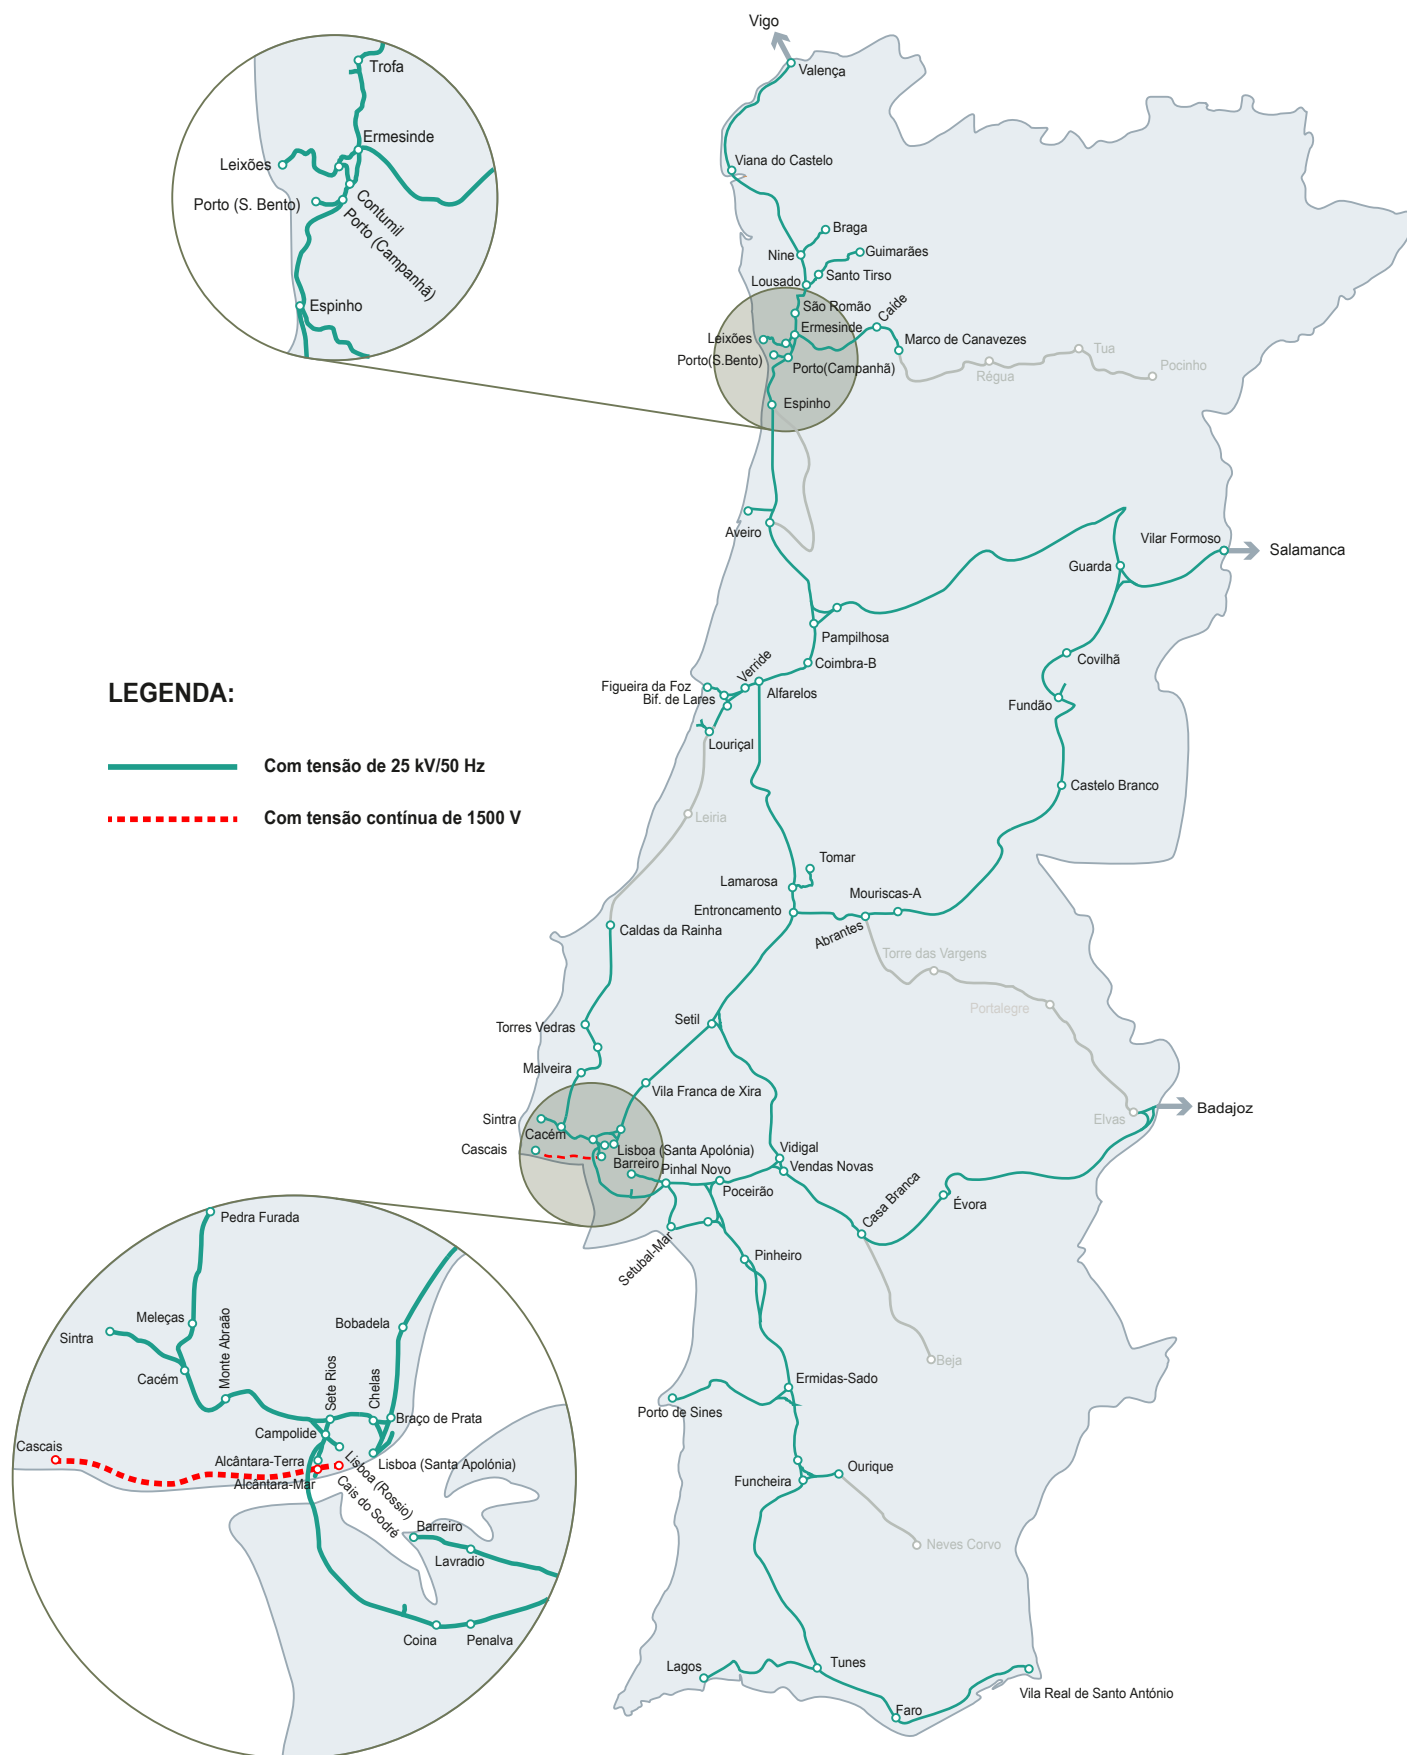 Vigo
Valença
Trofa
Ermesinde
Leixões
Porto (S. Bento)
Contumil
Porto (Campanhã)
Espinho
Viana do Castelo
Braga
Nine
Guimarães
Santo Tirso
Lousado
São Romão
Caíde
Ermesinde
Leixões
Marco de Canavezes
Tua
Porto(S.Bento)
Porto(Campanhã)
Régua
Pocinho
Espinho
Aveiro
Vilar Formoso
Salamanca
Guarda
Pampilhosa
Covilhã
Coimbra-B
Verride
Figueira da Foz
Alfarelos
Bif. de Lares
Fundão
LEGENDA:
Louriçal
Com tensão de 25 kV/50 Hz
Castelo Branco
Com tensão contínua de 1500 V
Leiria
Tomar
Lamarosa
Mouriscas-A
Entroncamento
Abrantes
Caldas da Rainha
Torre das Vargens
Portalegre
Setil
Torres Vedras
Malveira
Vila Franca de Xira
Elvas
Badajoz
Sintra
Cacém
Cascais
Lisboa (Santa Apolónia)
Barreiro
Pinhal Novo
Vidigal
Vendas Novas
Poceirão
Casa Branca
Évora
Setubal-Mar
Pinheiro
Pedra Furada
Meleças
Sintra
Monte Abraão
Bobadela
Cacém
Sete Rios
Chelas
Braço de Prata
Campolide
Cascais
Alcântara-Terra
Lisboa (Santa Apolónia)
Alcântara-Mar
Lisboa (Rossio)
Cais do Sodré
Barreiro
Lavradio
Coina
Penalva
Beja
Ermidas-Sado
Porto de Sines
Ourique
Funcheira
Neves Corvo
Lagos
Tunes
Vila Real de Santo António
Faro